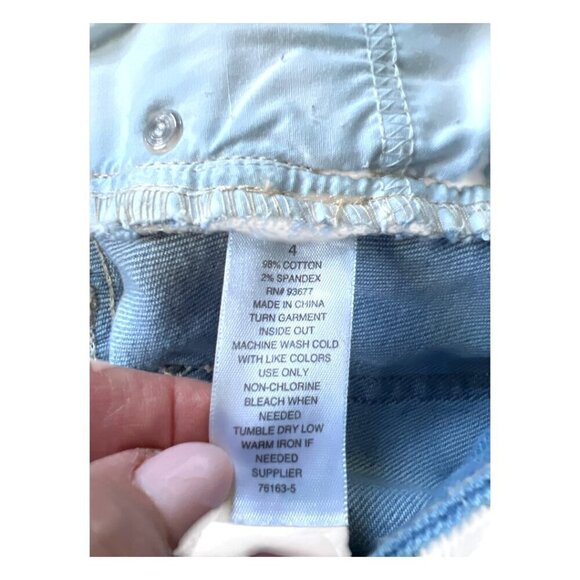 4
98% COTTON
2% SPANDEX
RN# 93677
MADE IN CHINA
TURN GARMENT
INSIDE OUT
MACHINE WASH COLD
WITH LIKE COLORS
USE ONLY
NON-CHLORINE
BLEACH WHEN
NEEDED
TUMBLE DRY LOW
WARM IRON IF
NEEDED
SUPPLIER
76163-5